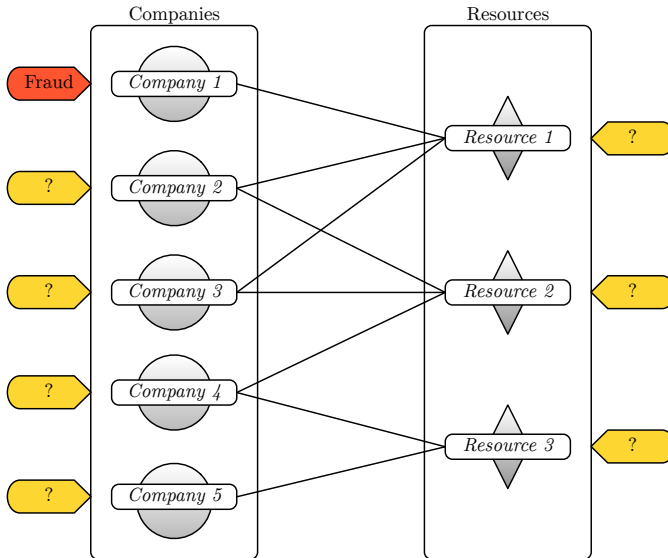 Companies
Resources
Fraud
Company 1
Resource 1
?
?
Company 2
?
Company 3
Resource 2
?
?
Company 4
Resource 3
?
?
Company 5